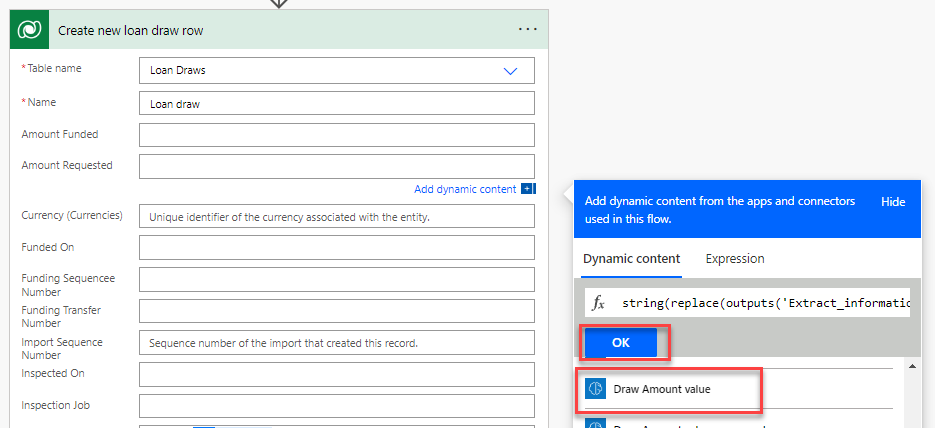 Create new loan draw row
* Table name
Loan Draws
* Name
Loan draw
Amount Funded
Amount Requested
Add dynamic content
Currency (Currencies)
Unique identifier of the currency associated with the entity.
Funded On
Funding Sequencee
Number
Funding Transfer
Number
Import Sequence
Number
Sequence number of the import that created this record.
Inspected On
Inspection Job
Add dynamic content from the apps and connectors
used in this flow.
Hide
Dynamic content
Expression
fx
string(replace(outputs('Extract_informatio
OK
Draw Amount value